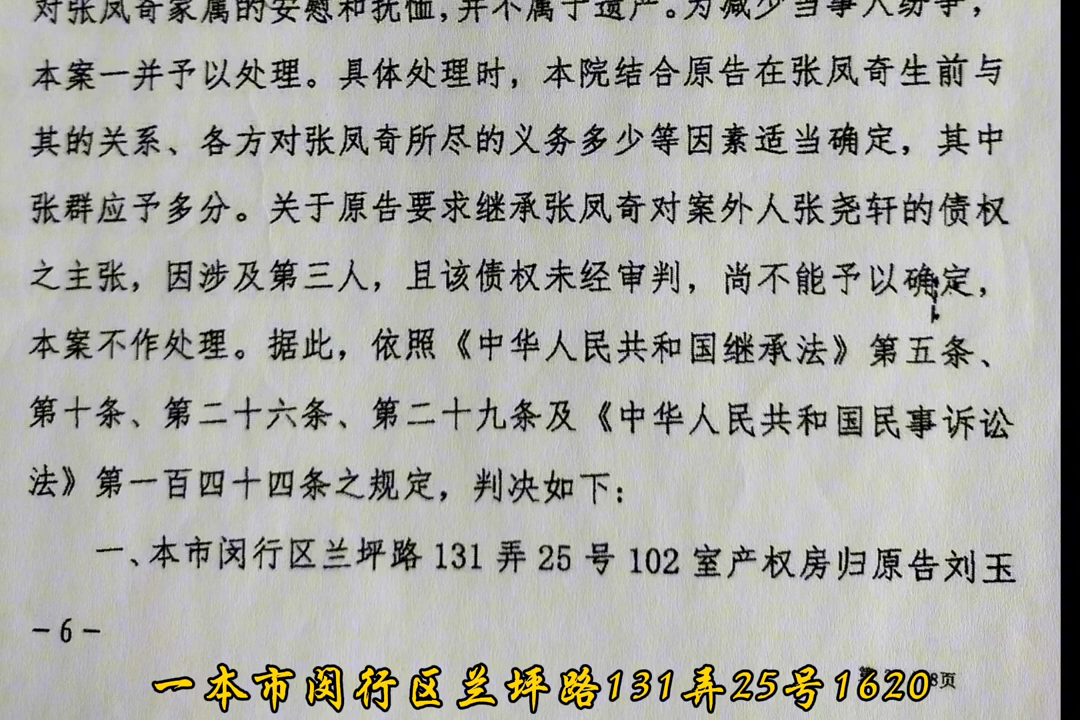 对张凤奇家属的安慰和抚恤，并不属于遗产。为减少当事人纷争，
本案一并予以处理。具体处理时，本院结合原告在张凤奇生前与
其的关系、各方对张凤奇所尽的义务多少等因素适当确定，其中
张群应予多分。关于原告要求继承张凤奇对案外人张尧轩的债权
之主张，因涉及第三人，且该债权未经审判，尚不能予以确定，
本案不作处理。据此，依照《中华人民共和国继承法》第五条、
第十条、第二十六条、第二十九条及《中华人民共和国民事诉讼
法》第一百四十四条之规定，判决如下：
一、本市闵行区兰坪路131弄25号102室产权房归原告刘玉
-6-
8页
一本市闵行区兰坪路131弄25号1620